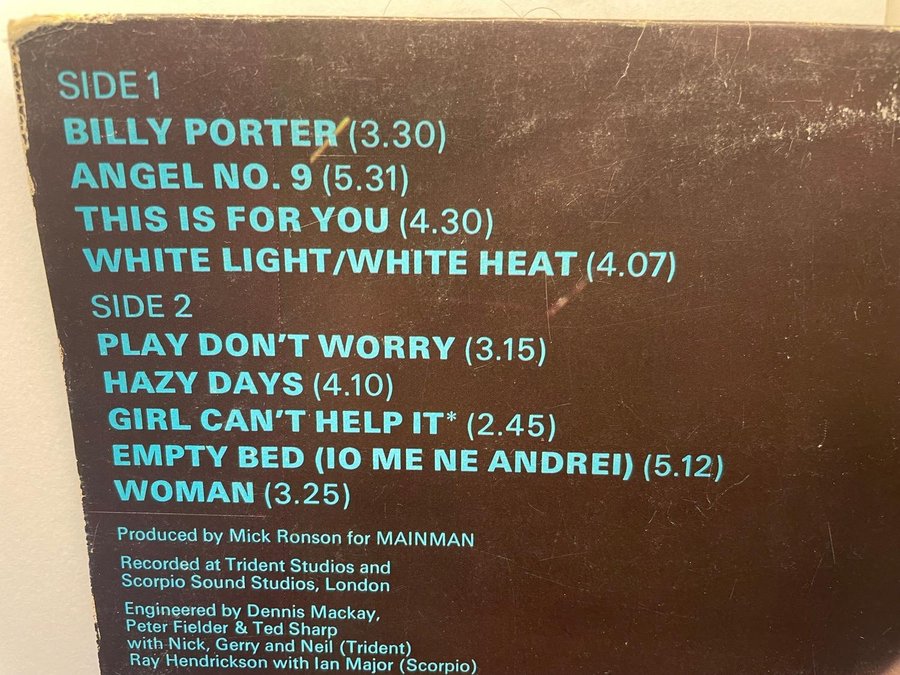 SIDE 1
BILLY PORTER (3.30)
ANGEL NO. 9 (5.31)
THIS IS FOR YOU (4.30)
WHITE LIGHT/WHITE HEAT (4.07)
SIDE 2
PLAY DON'T WORRY (3.15)
HAZY DAYS (4.10)
GIRL CAN'T HELP IT* (2.45)
EMPTY BED (IO ME NE ANDREI) (5.12)
WOMAN (3.25)
Produced by Mick Ronson for MAINMAN
Recorded at Trident Studios and
Scorpio Sound Studios, London
Engineered by Dennis Mackay,
Peter Fielder & Ted Sharp
with Nick, Gerry and Neil (Trident)
Ray Hendrickson with Ian Major (Scorpio)